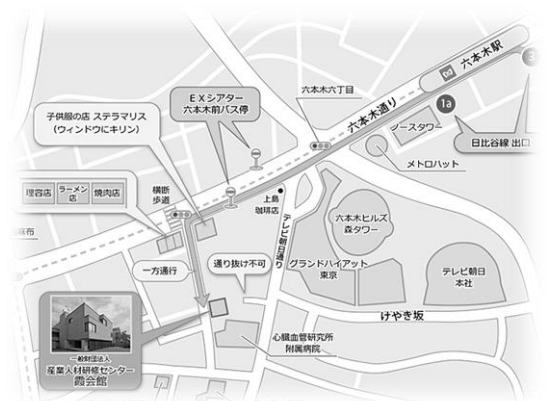 六本木駅
六本木通り
六本木六丁目
1a
日比谷線 出口
ノースタワー
メトロハット
EXシアター
六本木前バス停
子供服の店 ステラマリス
(ウィンドウにキリン)
理容店
ラーメン
店
焼肉店
横断
歩道
麻布
上島
珈琲店
テレビ朝日通り
六本木ヒルズ
森タワー
グランドハイアット
東京
テレビ朝日
本社
一方通行
通り抜け不可
けやき坂
心臓血管研究所
附属病院
一般財団法人
産業人材研修センター
霞会館